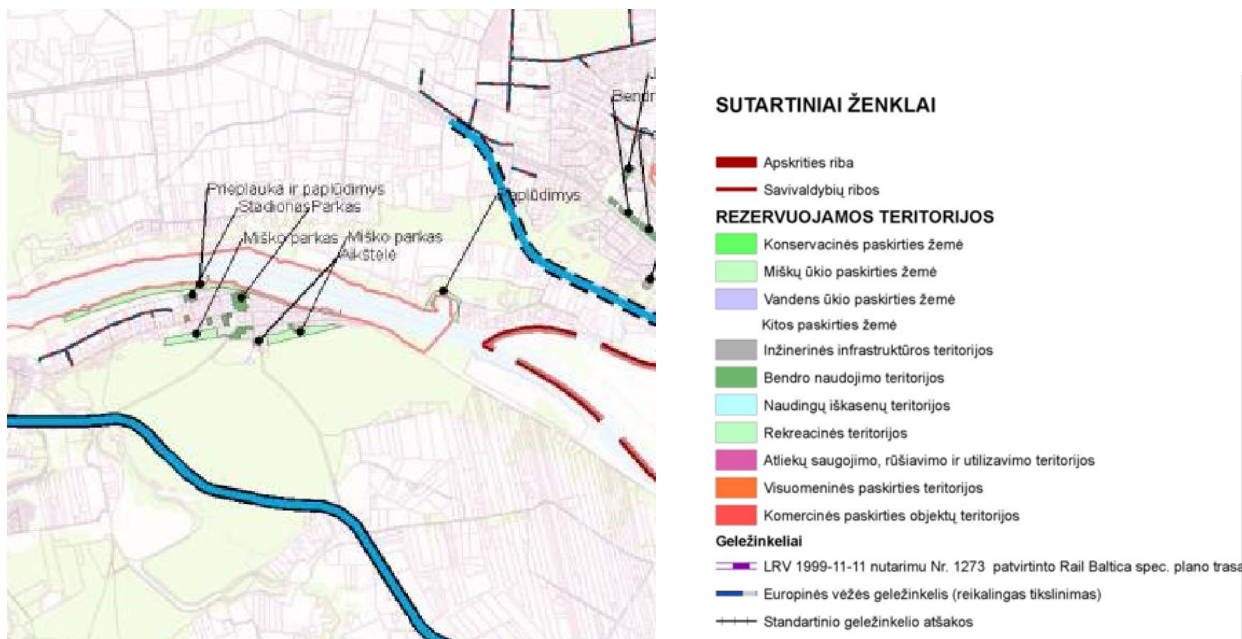 Bendr
Prieplauka ir paplūdimys
Stadionas Parkas
Paplūdimys
Miško parkas
Miško parkas
Aikštelė
SUTARTINIAI ŽENKLAI
Apskrities riba
Savivaldybių ribos
REZERVUOJAMOS TERITORIJOS
Konservacinės paskirties žemė
Miškų ūkio paskirties žemė
Vandens ūkio paskirties žemė
Kitos paskirties žemė
Inžinerinės infrastruktūros teritorijos
Bendro naudojimo teritorijos
Naudingų iškasenų teritorijos
Rekreacinės teritorijos
Atliekų saugojimo, rūšiavimo ir utilizavimo teritorijos
Visuomeninės paskirties teritorijos
Komercinės paskirties objektų teritorijos
Geležinkeliai
LRV 1999-11-11 nutarimu Nr. 1273 patvirtinto Rail Baltica spec. plano trasa
Europinės vėžės geležinkelis (reikalingas tikslinimas)
Standartinio geležinkelio atšakos